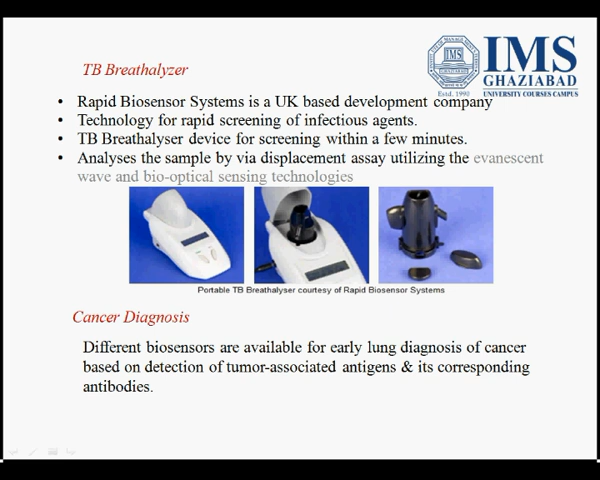 TB Breathalyzer
IMS
GHAZIABAD
UNIVERSITY COURSES CAMPUS
Estd. 1990
• Rapid Biosensor Systems is a UK based development company
• Technology for rapid screening of infectious agents.
• TB Breathalyser device for screening within a few minutes.
• Analyses the sample by via displacement assay utilizing the evanescent
wave and bio-optical sensing technologies
Portable TB Breathalyser courtesy of Rapid Biosensor Systems
Cancer Diagnosis
Different biosensors are available for early lung diagnosis of cancer
based on detection of tumor-associated antigens & its corresponding
antibodies.